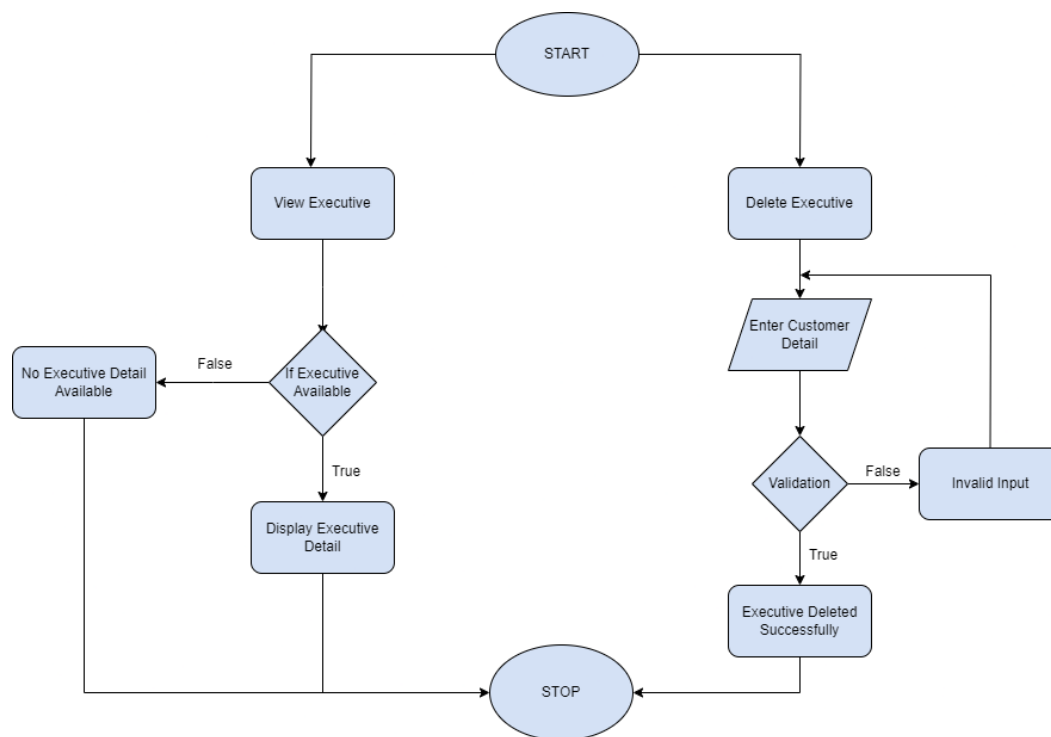 START
View Executive
Delete Executive
Enter Customer
Detail
False
No Executive Detail
Available
If Executive
Available
True
Display Executive
Detail
Validation
False
Invalid Input
True
Executive Deleted
Successfully
STOP